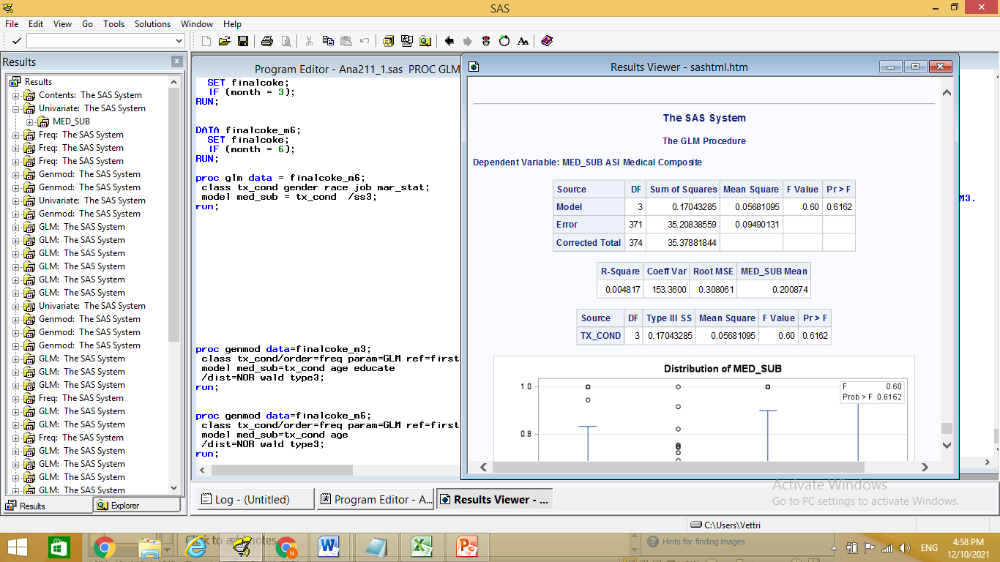 SAS
File Edit View Go Tools Solutions Window Help
Results
Results
Contents: The SAS System
Univariate: The SAS System
MED_SUB
Freq: The SAS System
Freq: The SAS System
Freq: The SAS System
Genmod: The SAS System
Genmod: The SAS System
Univariate: The SAS System
Genmod: The SAS System
GLM: The SAS System
GLM: The SAS System
GLM: The SAS System
GLM: The SAS System
GLM: The SAS System
GLM: The SAS System
Univariate: The SAS System
Genmod: The SAS System
Genmod: The SAS System
Genmod: The SAS System
GLM: The SAS System
GLM: The SAS System
GLM: The SAS System
Freq: The SAS System
GLM: The SAS System
GLM: The SAS System
Freq: The SAS System
GLM: The SAS System
GLM: The SAS System
GLM: The SAS System
GLM: The SAS System
Results Explorer
Program Editor - Ana211_1.sas PROC GLM
SET finalcoke;
IF (month = 3);
RUN;
DATA finalcoke_m6;
SET finalcoke;
IF (month = 6);
RUN;
proc glm data = finalcoke_m6;
class tx_cond gender race job mar_stat;
model med_sub = tx_cond /ss3;
run;
proc genmod data=finalcoke_m3;
class tx_cond/order=freq param=GLM ref=first
model med_sub=tx_cond age educate
/dist=NOR wald type3;
run;
proc genmod data=finalcoke_m6;
class tx_cond/order=freq param=GLM ref=first
model med_sub=tx_cond age
/dist=NOR wald type3;
run;
M3.
Results Viewer - sashtml.htm
The SAS System
The GLM Procedure
Dependent Variable: MED_SUB ASI Medical Composite
Source DF Sum of Squares Mean Square F Value Pr > F
Model 3 0.17043285 0.05681095 0.60 0.6162
Error 371 35.20838559 0.09490131
Corrected Total 374 35.37881844
R-Square Coeff Var Root MSE MED_SUB Mean
0.004817 153.3600 0.308061 0.200874
Source DF Type III SS Mean Square F Value Pr > F
TX_COND 3 0.17043285 0.05681095 0.60 0.6162
Distribution of MED_SUB
1.0
F 0.60
Prob > F 0.6162
0.8
Activate Windows
Go to PC settings to activate Windows.
Log - (Untitled) Program Editor - A... Results Viewer - ...
C:\Users\Vettri
Click to add notes
Hints for finding images
ENG
4:58 PM
12/10/2021